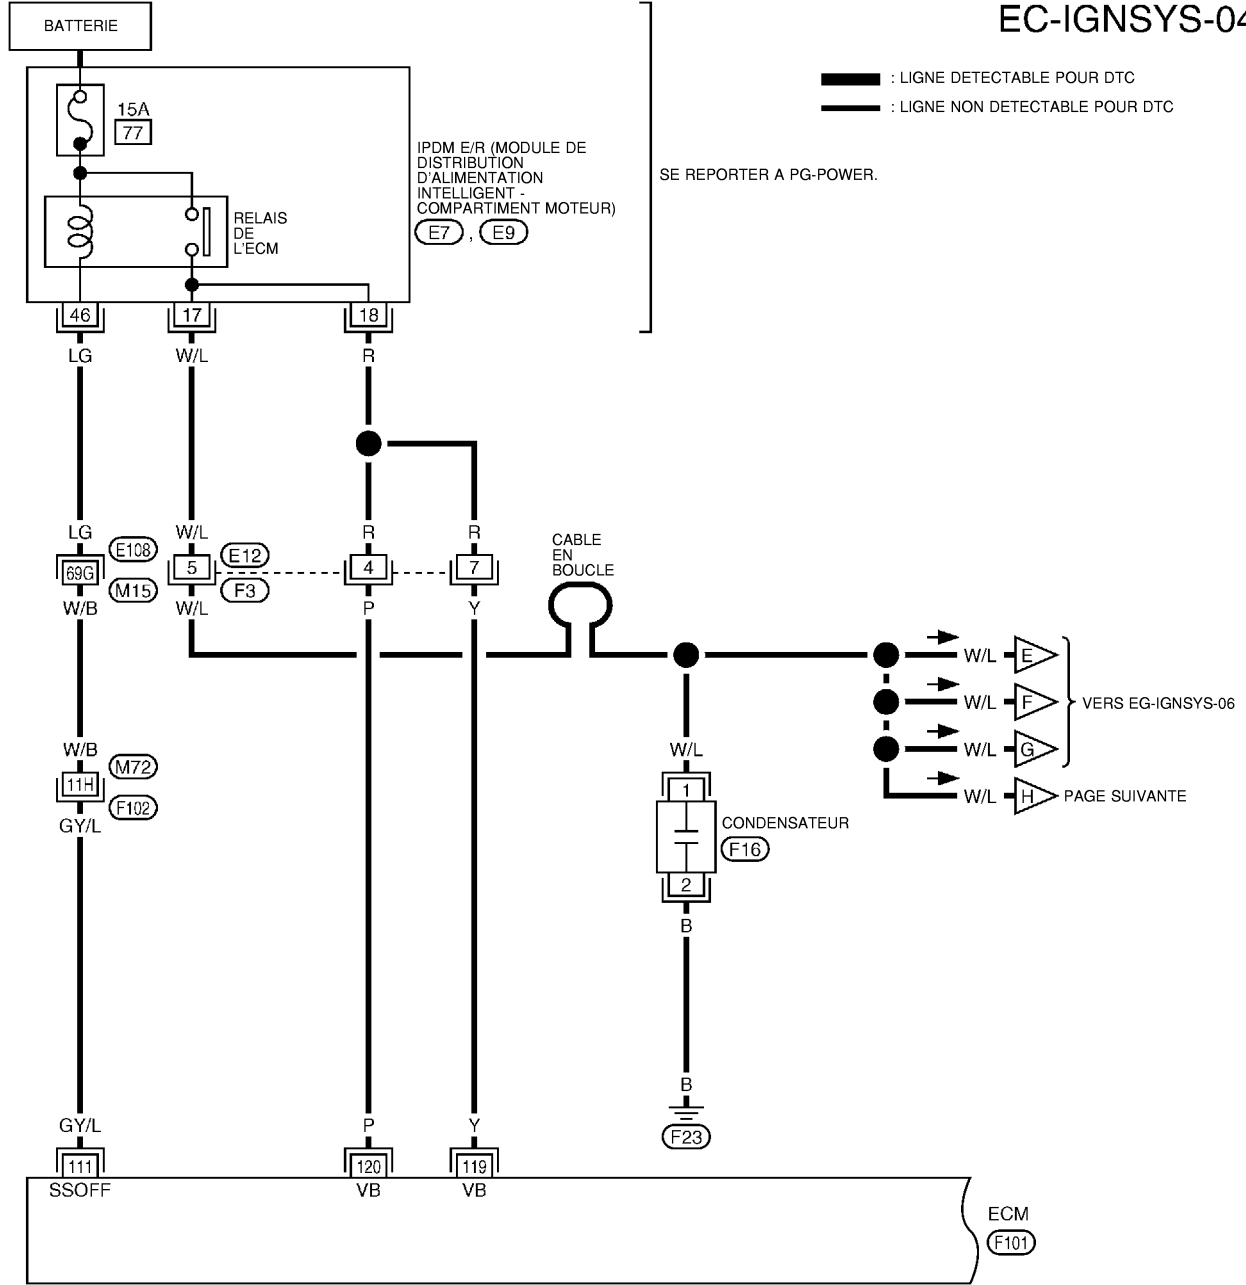 EC-IGNSYS-04
BATTERIE
: LIGNE DETECTABLE POUR DTC
: LIGNE NON DETECTABLE POUR DTC
15A
77
IPDM E/R (MODULE DE
DISTRIBUTION
D'ALIMENTATION
INTELLIGENT -
COMPARTIMENT MOTEUR)
E7 , E9
SE REPORTER A PG-POWER.
RELAIS
DE
L'ECM
46 17 18
LG W/L R
LG W/L R R
E108 E12
69G 5 4 7
M15 F3
W/B W/L P Y
CABLE
EN
BOUCLE
W/L E
W/L F
W/L G
VERS EG-IGNSYS-06
W/L H PAGE SUIVANTE
W/B
M72
11H
F102
GY/L
W/L
1
CONDENSATEUR
F16
2
B
B
F23
GY/L P Y
111 120 119
SSOFF VB VB
ECM
F101